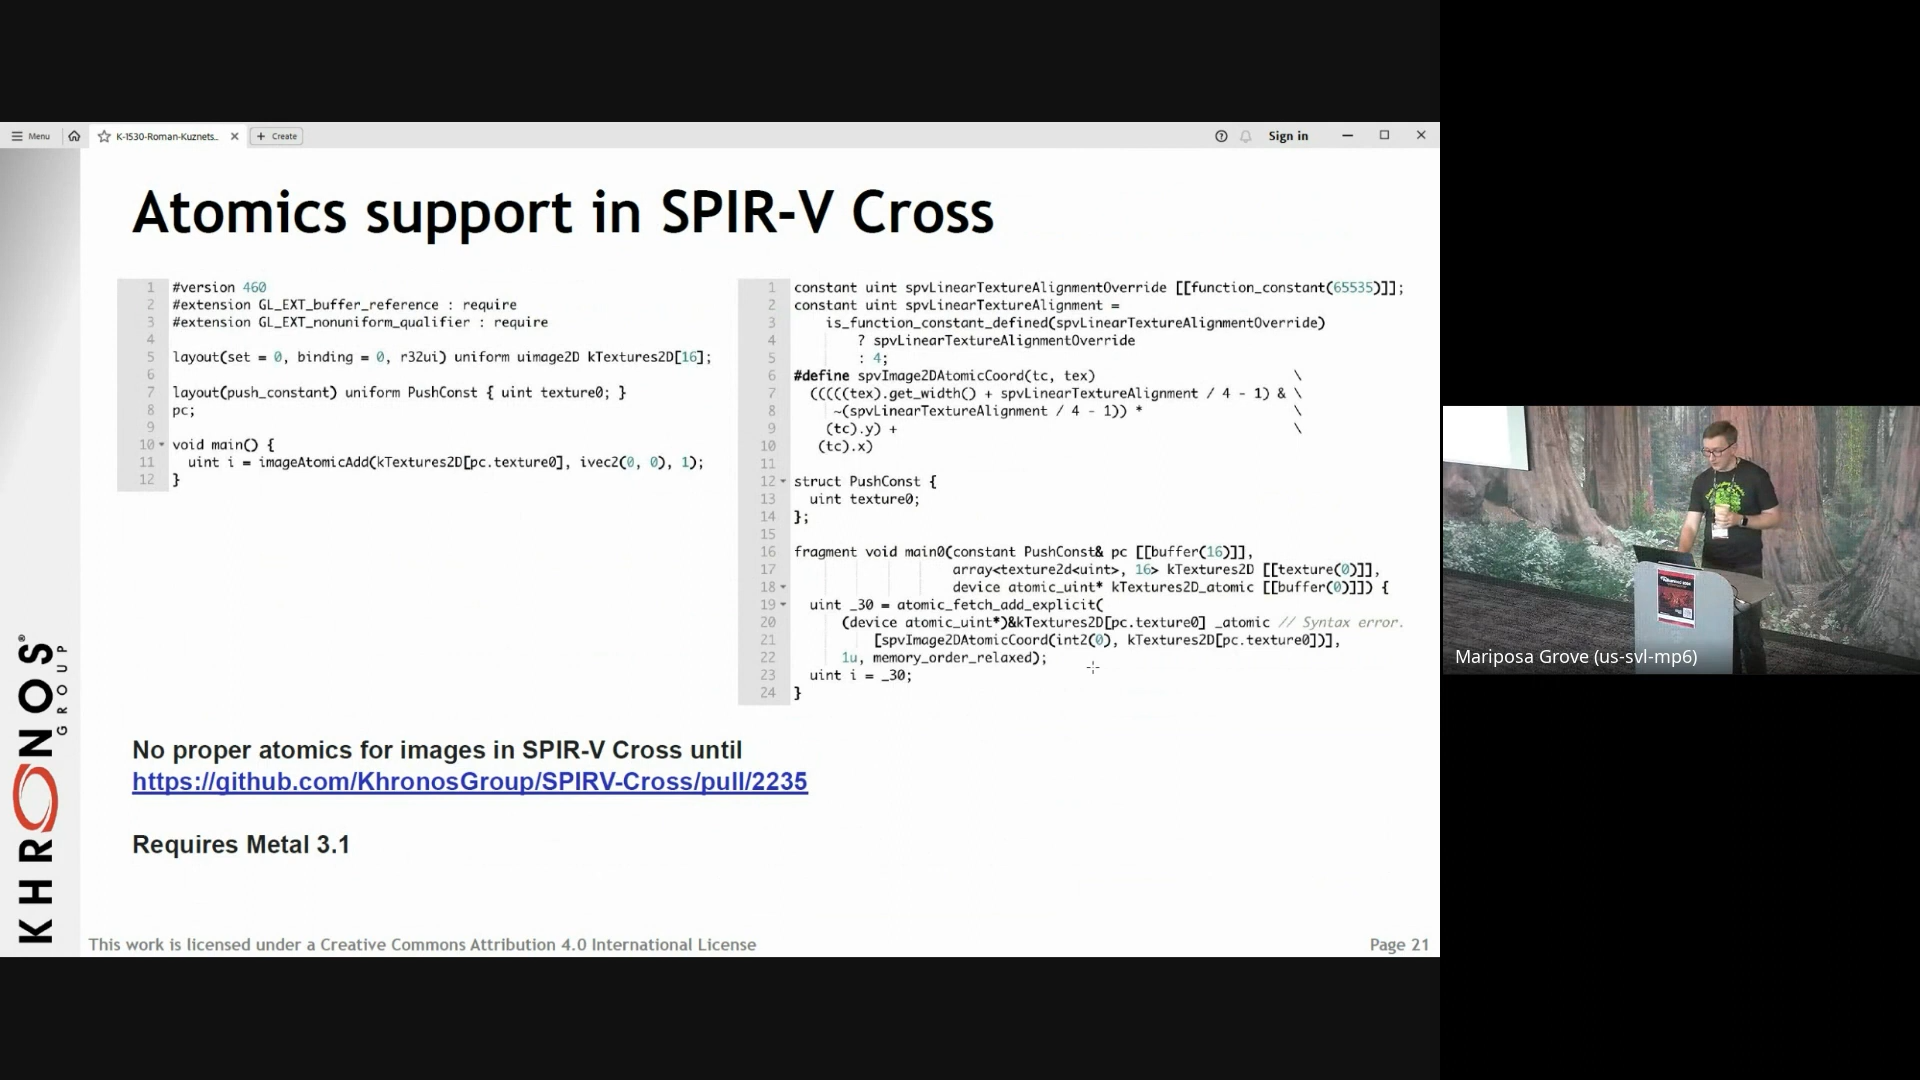 Menu
K-1530-Roman-Kuznets...
Create
Sign in
Atomics support in SPIR-V Cross
1 #version 460
2 #extension GL_EXT_buffer_reference : require
3 #extension GL_EXT_nonuniform_qualifier : require
4
5 layout(set = 0, binding = 0, r32ui) uniform uimage2D kTextures2D[16];
6
7 layout(push_constant) uniform PushConst { uint texture0; }
8 pc;
9
10 void main() {
11   uint i = imageAtomicAdd(kTextures2D[pc.texture0], ivec2(0, 0), 1);
12 }
1 constant uint spvLinearTextureAlignmentOverride [[function_constant(65535)]];
2 constant uint spvLinearTextureAlignment =
3     is_function_constant_defined(spvLinearTextureAlignmentOverride)
4         ? spvLinearTextureAlignmentOverride
5         : 4;
6 #define spvImage2DAtomicCoord(tc, tex) \
7   (((((tex).get_width() + spvLinearTextureAlignment / 4 - 1) & \
8      ~(spvLinearTextureAlignment / 4 - 1)) * \
9     (tc).y) + \
10    (tc).x)
11
12 struct PushConst {
13   uint texture0;
14 };
15
16 fragment void main0(constant PushConst& pc [[buffer(16)]],
17                     array<texture2d<uint>, 16> kTextures2D [[texture(0)]],
18                     device atomic_uint* kTextures2D_atomic [[buffer(0)]]) {
19   uint _30 = atomic_fetch_add_explicit(
20       (device atomic_uint*)&kTextures2D[pc.texture0] _atomic // Syntax error.
21           [spvImage2DAtomicCoord(int2(0), kTextures2D[pc.texture0])],
22       1u, memory_order_relaxed);
23   uint i = _30;
24 }
No proper atomics for images in SPIR-V Cross until
https://github.com/KhronosGroup/SPIRV-Cross/pull/2235
Requires Metal 3.1
KHRONOS®
GROUP
This work is licensed under a Creative Commons Attribution 4.0 International License
Page 21
Mariposa Grove (us-svl-mp6)